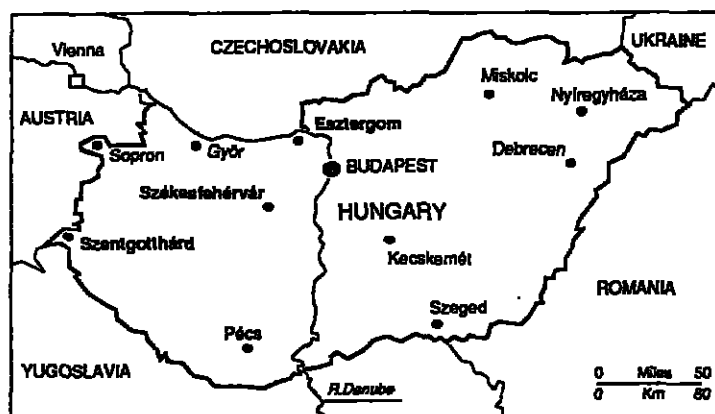 CZECHOSLOVAKIA
UKRAINE
Vienna
Miskolc
Nyíregyháza
AUSTRIA
Esztergom
Sopron
Győr
BUDAPEST
Debrecen
Székesfehérvár
HUNGARY
Szentgotthárd
Kecskemét
ROMANIA
Szeged
Pécs
YUGOSLAVIA
R.Danube
0 Miles 50
0 Km 80